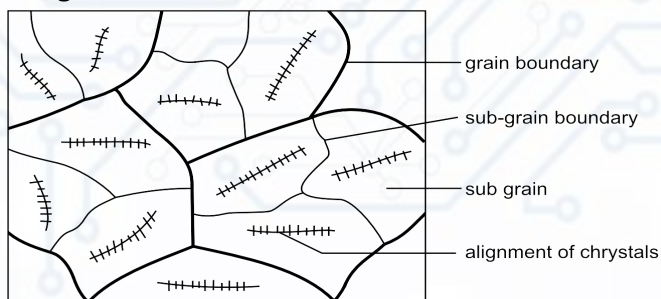 grain boundary
sub-grain boundary
sub grain
alignment of chrystals